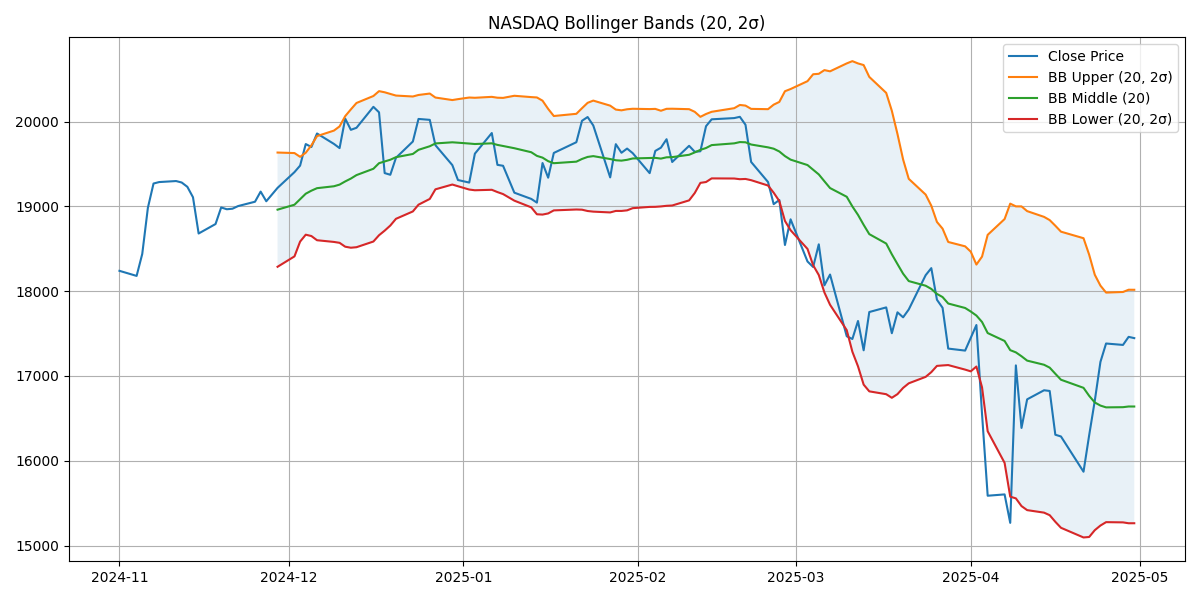 NASDAQ Bollinger Bands (20, 2σ)
Close Price
BB Upper (20, 2σ)
BB Middle (20)
BB Lower (20, 2σ)
20000
19000
18000
17000
16000
15000
2024-11 2024-12 2025-01 2025-02 2025-03 2025-04 2025-05